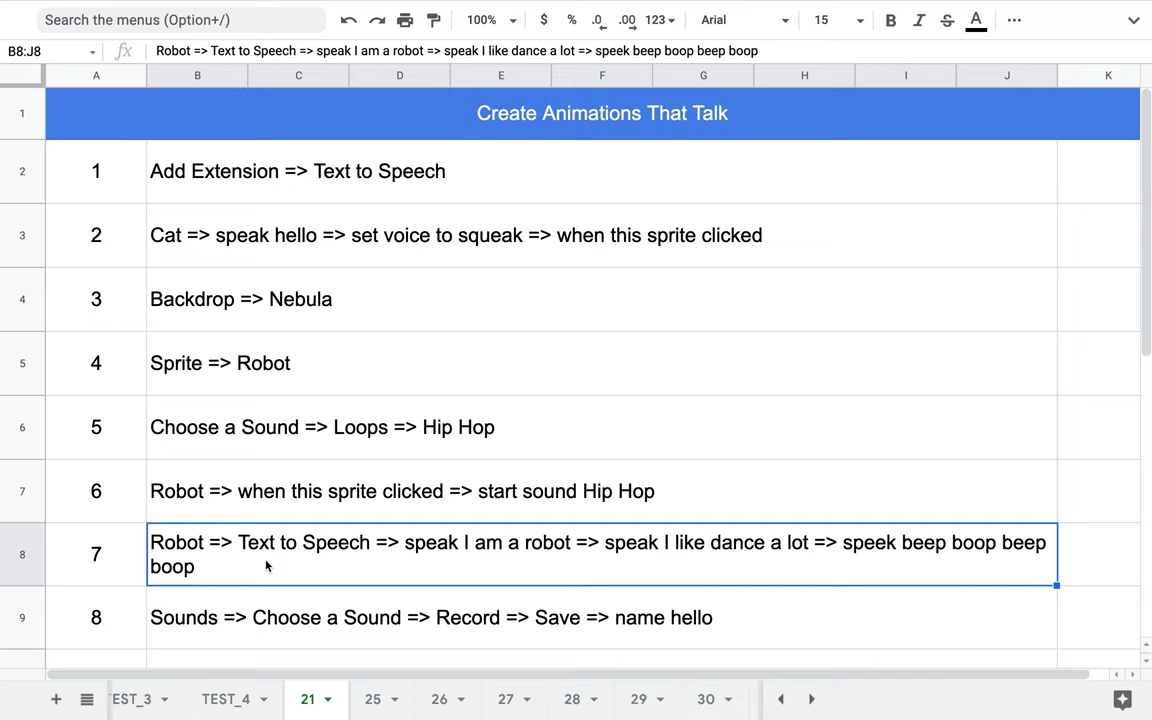 Search the menus (Option+/) 100% $ % .0 .00 123 Arial 15 B I S A
B8:J8 fx Robot => Text to Speech => speak I am a robot => speak I like dance a lot => speek beep boop beep boop
A B C D E F G H I J K
1 Create Animations That Talk
2 1 Add Extension => Text to Speech
3 2 Cat => speak hello => set voice to squeak => when this sprite clicked
4 3 Backdrop => Nebula
5 4 Sprite => Robot
6 5 Choose a Sound => Loops => Hip Hop
7 6 Robot => when this sprite clicked => start sound Hip Hop
8 7 Robot => Text to Speech => speak I am a robot => speak I like dance a lot => speek beep boop beep
boop
9 8 Sounds => Choose a Sound => Record => Save => name hello
EST_3 TEST_4 21 25 26 27 28 29 30